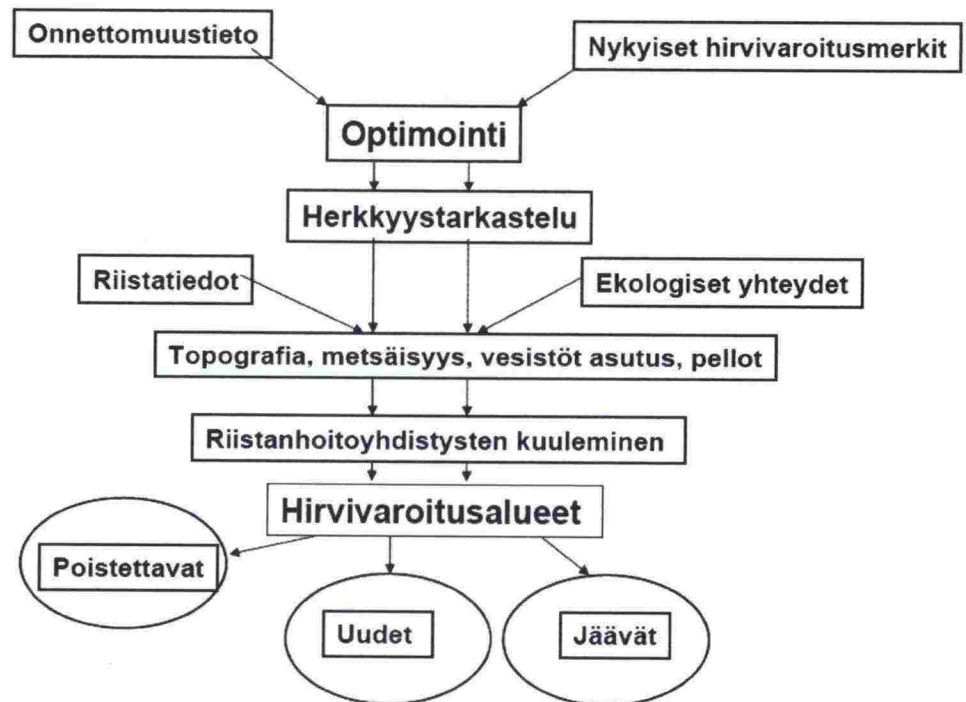 Onnettomuustieto
Nykyiset hirvivaroitusmerkit
Optimointi
Herkkyystarkastelu
Riistatiedot
Ekologiset yhteydet
Topografia, metsäisyys, vesistöt asutus, pellot
Riistanhoitoyhdistysten kuuleminen
Hirvivaroitusalueet
Poistettavat
Uudet
Jäävät